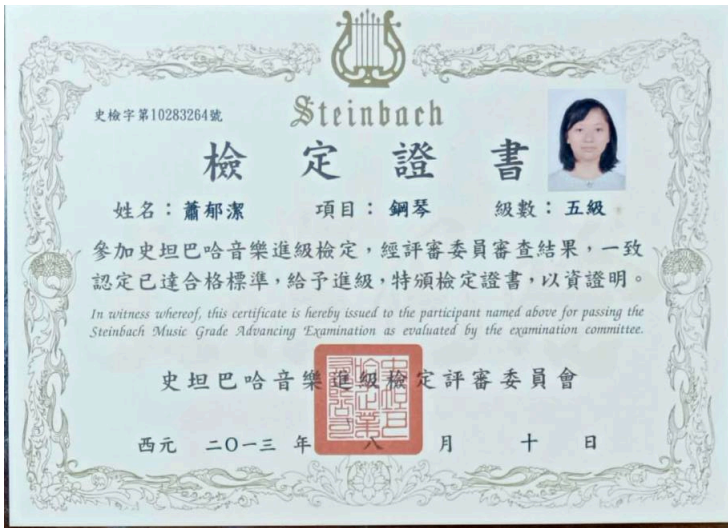 Steinbach
史檢字第10283264號
檢定證書
姓名：蕭郁潔 項目：鋼琴 級數：五級
參加史坦巴哈音樂進級檢定，經評審委員審查結果，一致
認定已達合格標準，給予進級，特頒檢定證書，以資證明。
In witness whereof, this certificate is hereby issued to the participant named above for passing the
Steinbach Music Grade Advancing Examination as evaluated by the examination committee.
史坦巴哈音樂進級檢定評審委員會
西元 二〇一三 年 八 月 十 日